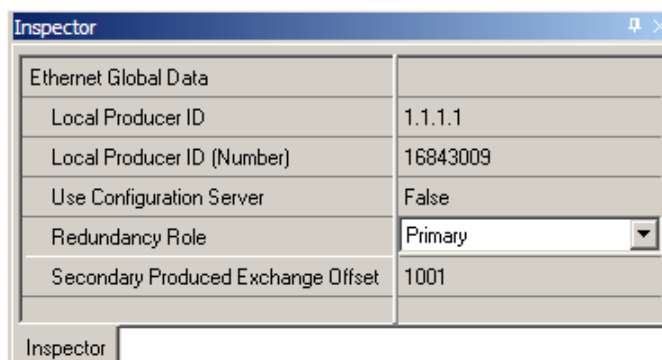 Inspector
Ethernet Global Data
Local Producer ID 1.1.1.1
Local Producer ID (Number) 16843009
Use Configuration Server False
Redundancy Role Primary
Secondary Produced Exchange Offset 1001
Inspector